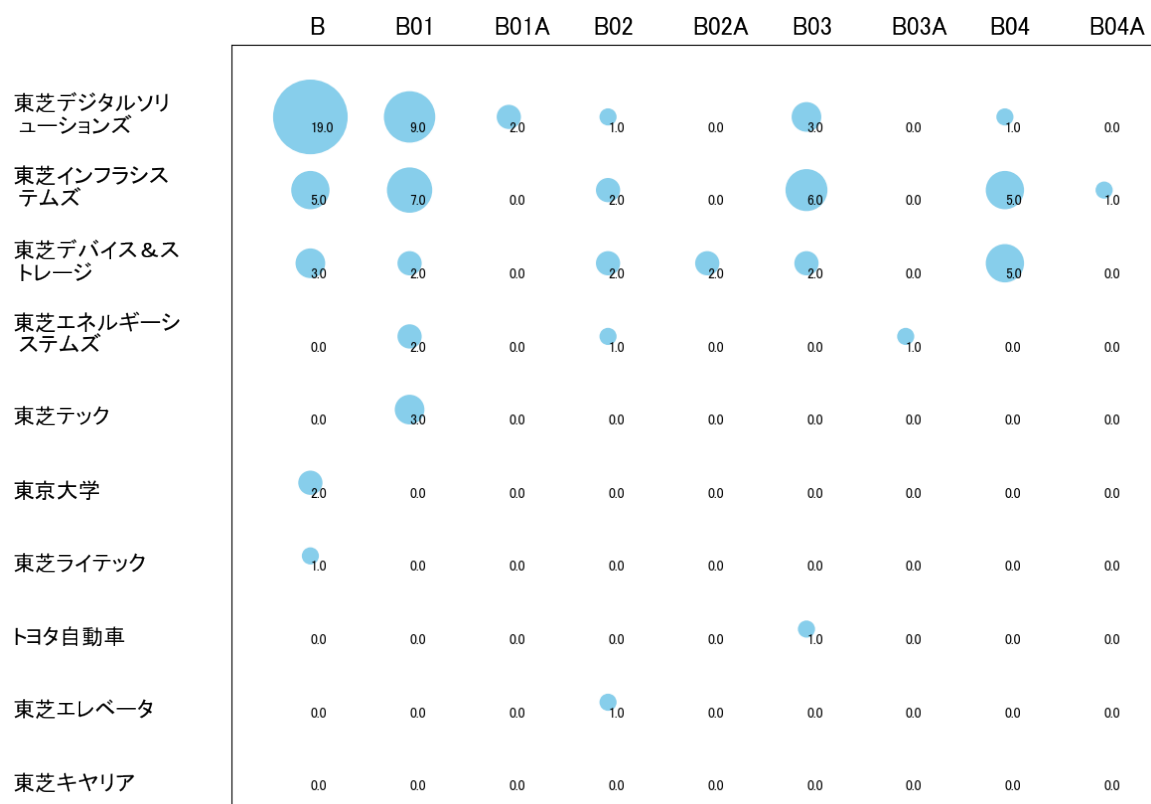 B B01 B01A B02 B02A B03 B03A B04 B04A
東芝デジタルソリ
ューションズ
19.0 9.0 2.0 1.0 0.0 3.0 0.0 1.0 0.0
東芝インフラシス
テムズ
5.0 7.0 0.0 2.0 0.0 6.0 0.0 5.0 1.0
東芝デバイス&ス
トレージ
3.0 2.0 0.0 2.0 2.0 2.0 0.0 5.0 0.0
東芝エネルギーシ
ステムズ
0.0 2.0 0.0 1.0 0.0 0.0 1.0 0.0 0.0
東芝テック
0.0 3.0 0.0 0.0 0.0 0.0 0.0 0.0 0.0
東京大学
2.0 0.0 0.0 0.0 0.0 0.0 0.0 0.0 0.0
東芝ライテック
1.0 0.0 0.0 0.0 0.0 0.0 0.0 0.0 0.0
トヨタ自動車
0.0 0.0 0.0 0.0 0.0 1.0 0.0 0.0 0.0
東芝エレベータ
0.0 0.0 0.0 1.0 0.0 0.0 0.0 0.0 0.0
東芝キヤリア
0.0 0.0 0.0 0.0 0.0 0.0 0.0 0.0 0.0